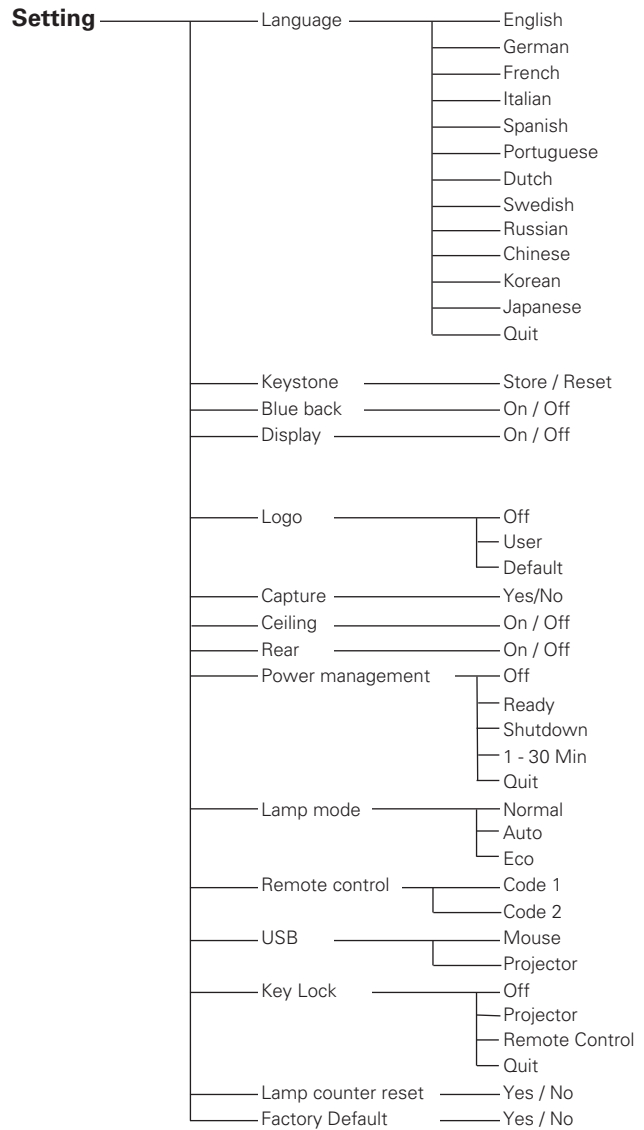 Setting Language English
German
French
Italian
Spanish
Portuguese
Dutch
Swedish
Russian
Chinese
Korean
Japanese
Quit
Keystone Store / Reset
Blue back On / Off
Display On / Off
Logo Off
User
Default
Capture Yes/No
Ceiling On / Off
Rear On / Off
Power management Off
Ready
Shutdown
1 - 30 Min
Quit
Lamp mode Normal
Auto
Eco
Remote control Code 1
Code 2
USB Mouse
Projector
Key Lock Off
Projector
Remote Control
Quit
Lamp counter reset Yes / No
Factory Default Yes / No